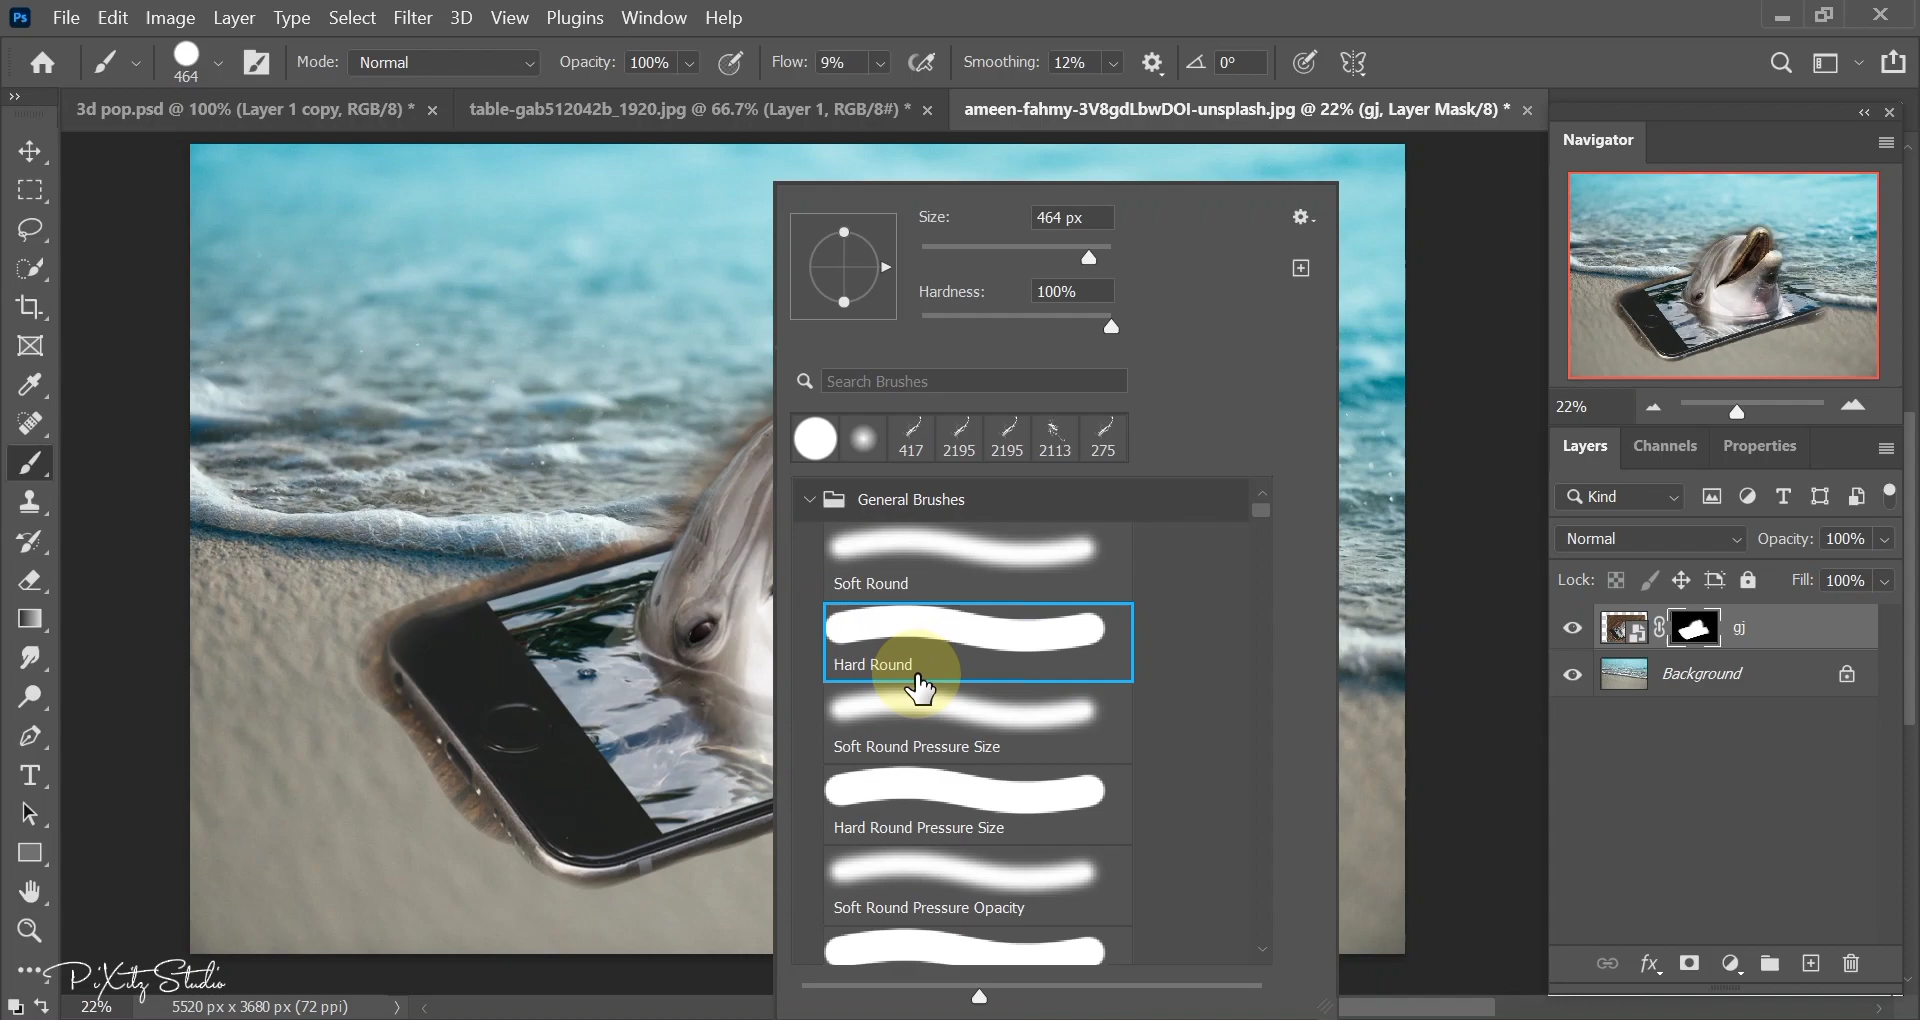 Ps File Edit Image Layer Type Select Filter 3D View Plugins Window Help
464 Mode: Normal Opacity: 100% Flow: 9% Smoothing: 12% 0°
3d pop.psd @ 100% (Layer 1 copy, RGB/8) * × table-gab512042b_1920.jpg @ 66.7% (Layer 1, RGB/8#) * × ameen-fahmy-3V8gdLbwDOI-unsplash.jpg @ 22% (gj, Layer Mask/8) * ×
Navigator
Size: 464 px
Hardness: 100%
Search Brushes
417 2195 2195 2113 275
General Brushes
Soft Round
Hard Round
Soft Round Pressure Size
Hard Round Pressure Size
Soft Round Pressure Opacity
22%
Layers Channels Properties
Kind
Normal Opacity: 100%
Lock: Fill: 100%
gj
Background
PiXitz Studio
22% 5520 px x 3680 px (72 ppi)